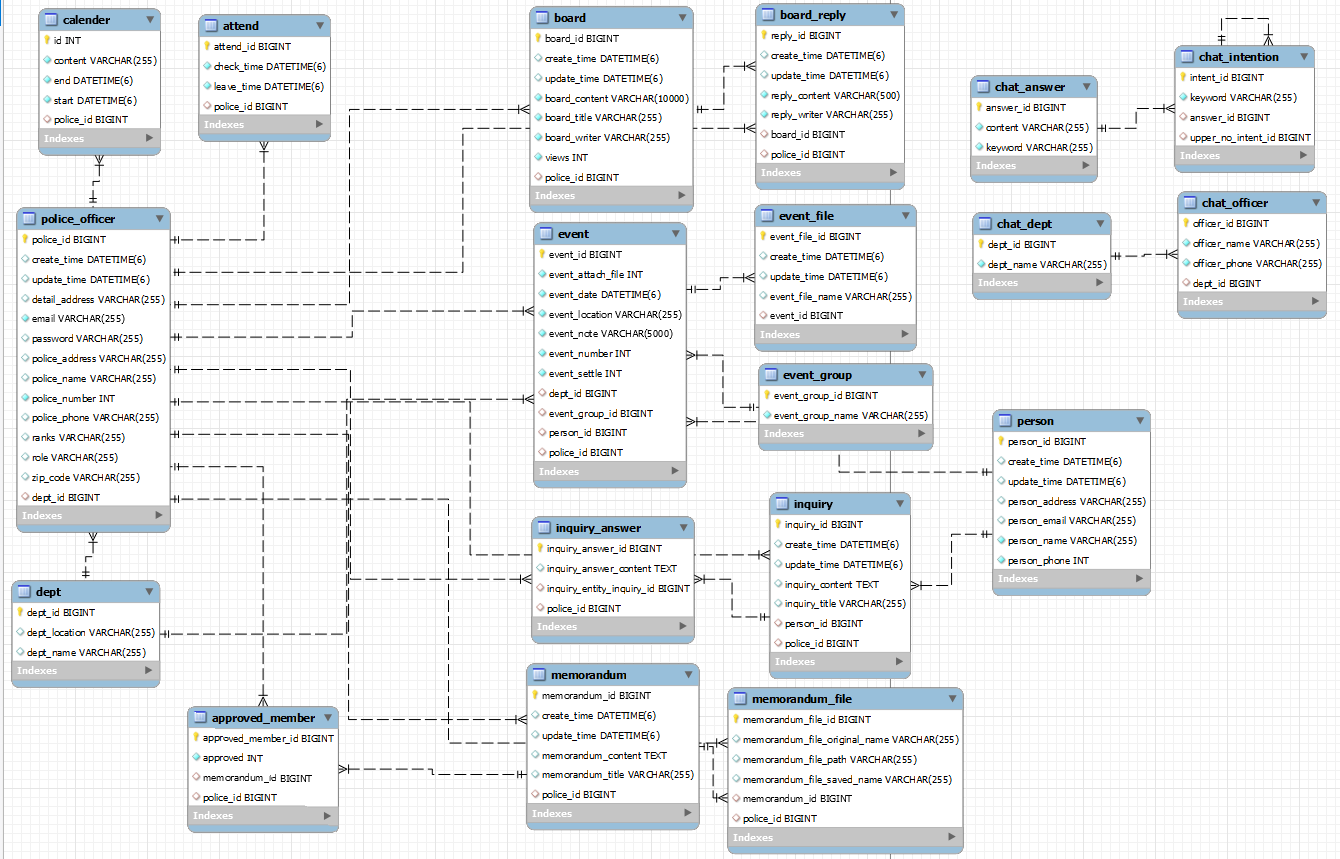 calender
id INT
content VARCHAR(255)
end DATETIME(6)
start DATETIME(6)
police_id BIGINT
Indexes
attend
attend_id BIGINT
check_time DATETIME(6)
leave_time DATETIME(6)
police_id BIGINT
Indexes
board
board_id BIGINT
create_time DATETIME(6)
update_time DATETIME(6)
board_content VARCHAR(10000)
board_title VARCHAR(255)
board_writer VARCHAR(255)
views INT
police_id BIGINT
Indexes
board_reply
reply_id BIGINT
create_time DATETIME(6)
update_time DATETIME(6)
reply_content VARCHAR(500)
reply_writer VARCHAR(255)
board_id BIGINT
police_id BIGINT
Indexes
chat_answer
answer_id BIGINT
content VARCHAR(255)
keyword VARCHAR(255)
Indexes
chat_intention
intent_id BIGINT
keyword VARCHAR(255)
answer_id BIGINT
upper_no_intent_id BIGINT
Indexes
police_officer
police_id BIGINT
create_time DATETIME(6)
update_time DATETIME(6)
detail_address VARCHAR(255)
email VARCHAR(255)
password VARCHAR(255)
police_address VARCHAR(255)
police_name VARCHAR(255)
police_number INT
police_phone VARCHAR(255)
ranks VARCHAR(255)
role VARCHAR(255)
zip_code VARCHAR(255)
dept_id BIGINT
Indexes
event
event_id BIGINT
event_attach_file INT
event_date DATETIME(6)
event_location VARCHAR(255)
event_note VARCHAR(5000)
event_number INT
event_settle INT
dept_id BIGINT
event_group_id BIGINT
person_id BIGINT
police_id BIGINT
Indexes
event_file
event_file_id BIGINT
create_time DATETIME(6)
update_time DATETIME(6)
event_file_name VARCHAR(255)
event_id BIGINT
Indexes
chat_dept
dept_id BIGINT
dept_name VARCHAR(255)
Indexes
chat_officer
officer_id BIGINT
officer_name VARCHAR(255)
officer_phone VARCHAR(255)
dept_id BIGINT
Indexes
event_group
event_group_id BIGINT
event_group_name VARCHAR(255)
Indexes
person
person_id BIGINT
create_time DATETIME(6)
update_time DATETIME(6)
person_address VARCHAR(255)
person_email VARCHAR(255)
person_name VARCHAR(255)
person_phone INT
Indexes
inquiry_answer
inquiry_answer_id BIGINT
inquiry_answer_content TEXT
inquiry_entity_inquiry_id BIGINT
police_id BIGINT
Indexes
inquiry
inquiry_id BIGINT
create_time DATETIME(6)
update_time DATETIME(6)
inquiry_content TEXT
inquiry_title VARCHAR(255)
person_id BIGINT
police_id BIGINT
Indexes
dept
dept_id BIGINT
dept_location VARCHAR(255)
dept_name VARCHAR(255)
Indexes
approved_member
approved_member_id BIGINT
approved INT
memorandum_id BIGINT
police_id BIGINT
Indexes
memorandum
memorandum_id BIGINT
create_time DATETIME(6)
update_time DATETIME(6)
memorandum_content TEXT
memorandum_title VARCHAR(255)
police_id BIGINT
Indexes
memorandum_file
memorandum_file_id BIGINT
memorandum_file_original_name VARCHAR(255)
memorandum_file_path VARCHAR(255)
memorandum_file_saved_name VARCHAR(255)
memorandum_id BIGINT
police_id BIGINT
Indexes